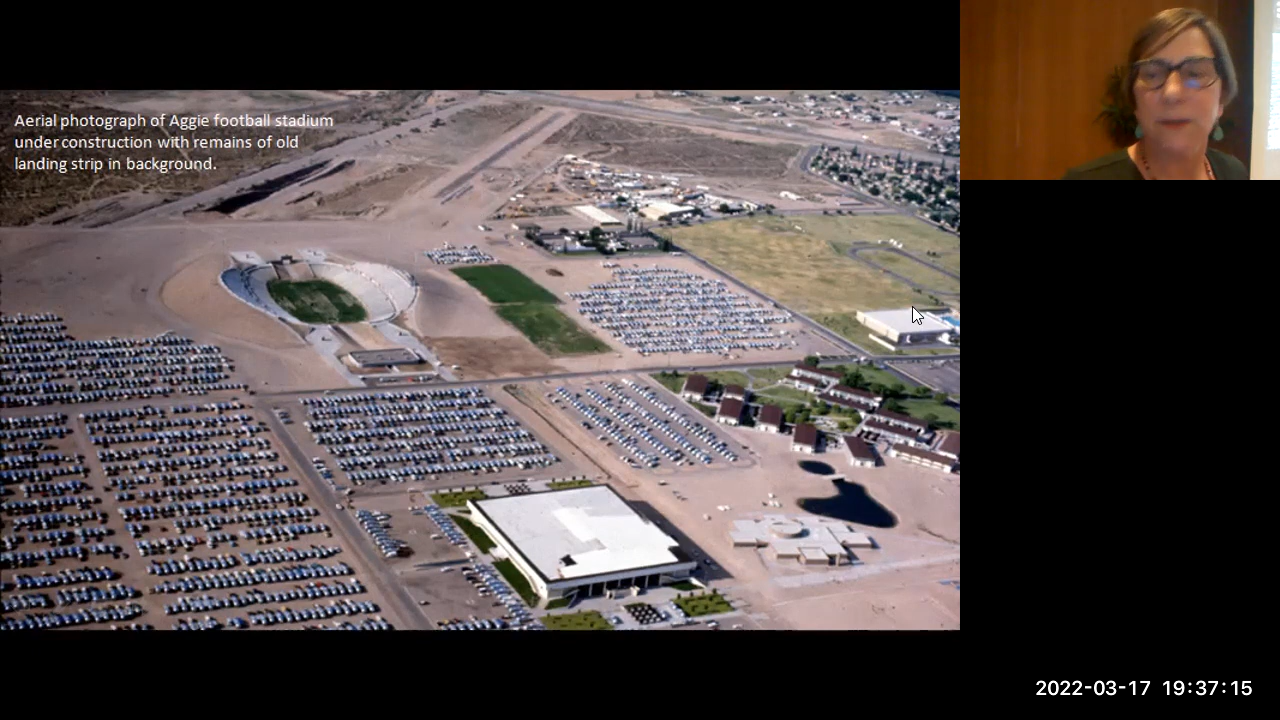 Aerial photograph of Aggie football stadium
under construction with remains of old
landing strip in background.
2022-03-17 19:37:15